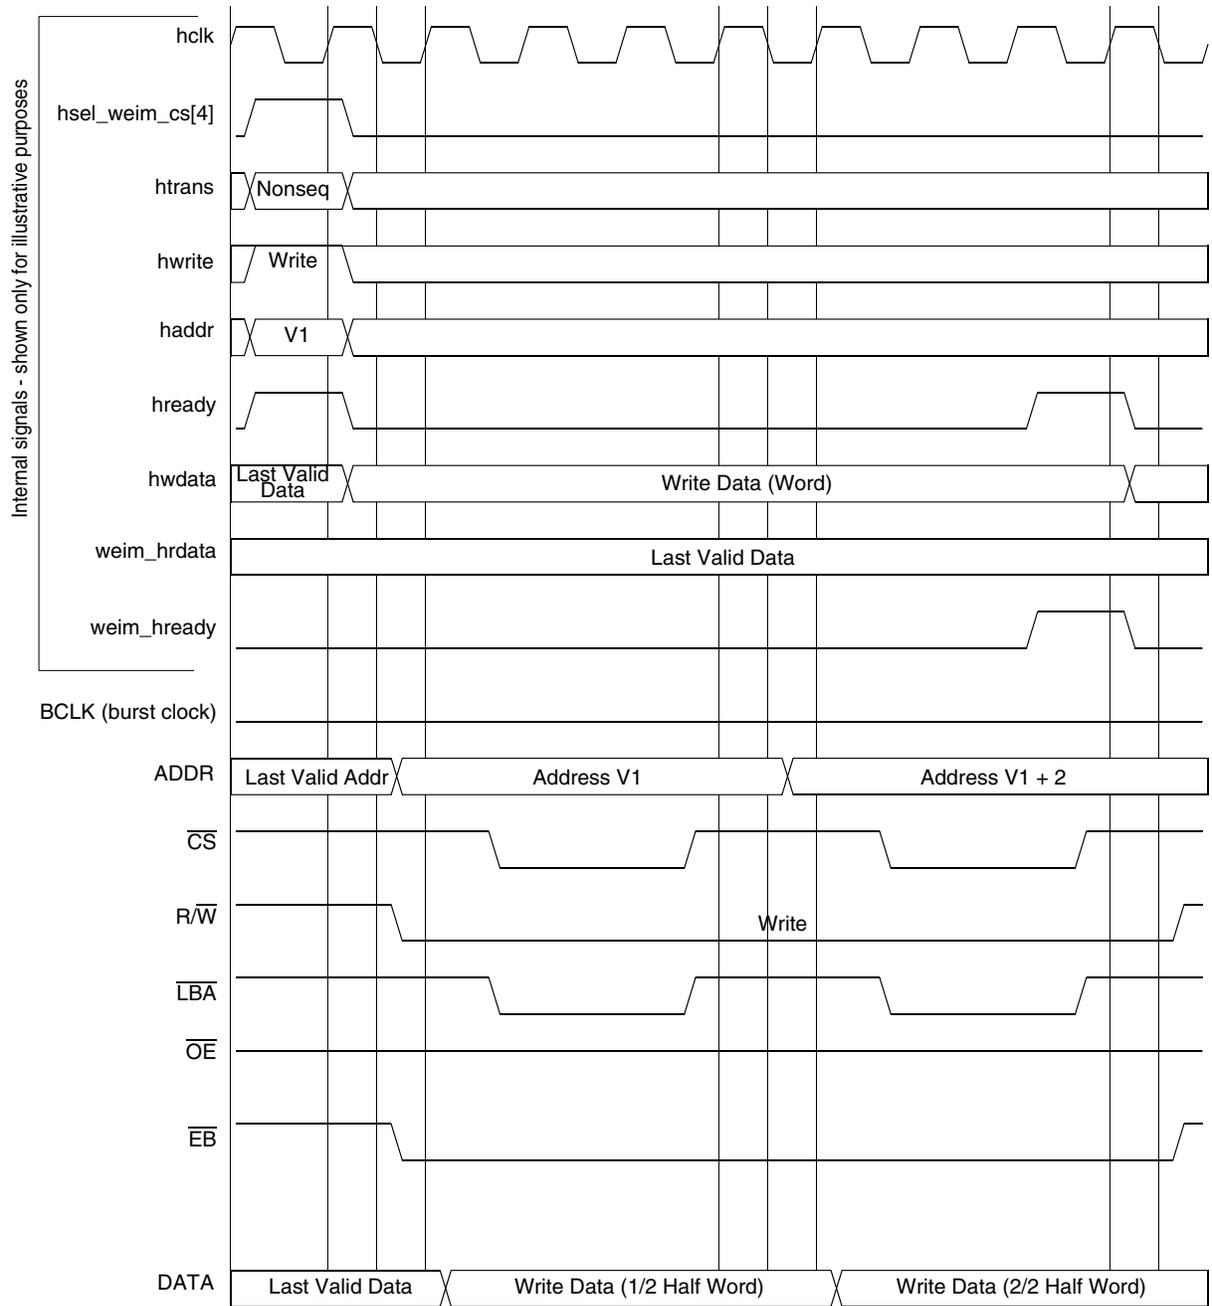 Internal signals - shown only for illustrative purposes
hclk
hsel_weim_cs[4]
htrans
Nonseq
hwrite
Write
haddr
V1
hready
hwdata
Last Valid
Data
Write Data (Word)
weim_hrdata
Last Valid Data
weim_hready
BCLK (burst clock)
ADDR
Last Valid Addr
Address V1
Address V1 + 2
CS
R/W
Write
LBA
OE
EB
DATA
Last Valid Data
Write Data (1/2 Half Word)
Write Data (2/2 Half Word)